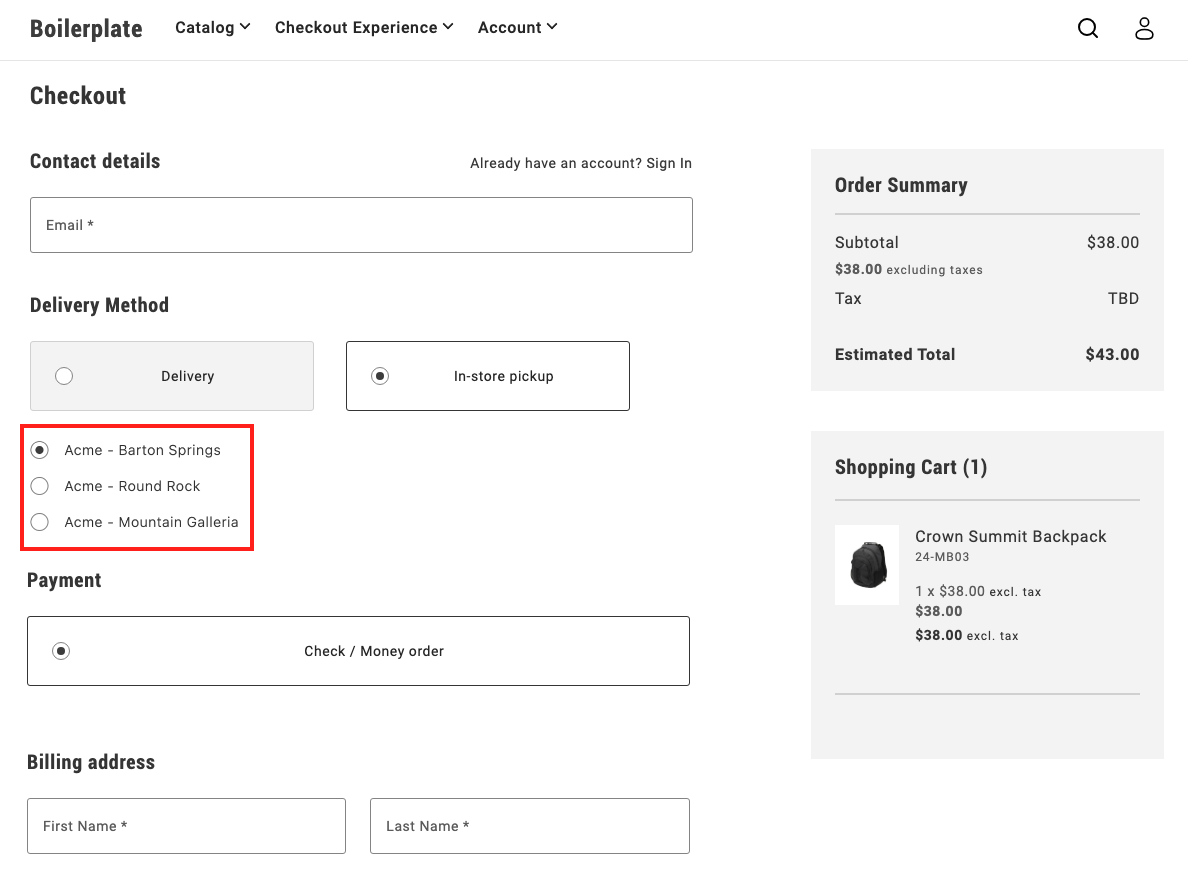 Boilerplate
Catalog
Checkout Experience
Account
Checkout
Contact details
Already have an account? Sign In
Email *
Delivery Method
Delivery
In-store pickup
Acme - Barton Springs
Acme - Round Rock
Acme - Mountain Galleria
Payment
Check / Money order
Billing address
First Name *
Last Name *
Order Summary
Subtotal $38.00
$38.00 excluding taxes
Tax TBD
Estimated Total $43.00
Shopping Cart (1)
Crown Summit Backpack
24-MB03
1 x $38.00 excl. tax
$38.00
$38.00 excl. tax